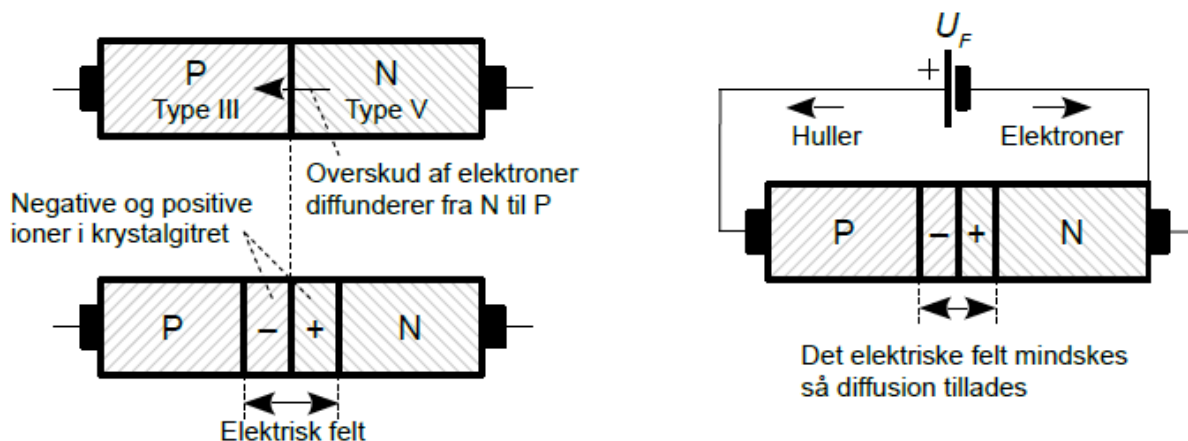 P
Type III
N
Type V
Overskud af elektroner
diffunderer fra N til P
Negative og positive
ioner i krystalgitret
P
–
+
N
Elektrisk felt
U_F
+
Huller
Elektroner
P
–
+
N
Det elektriske felt mindskes
så diffusion tillades